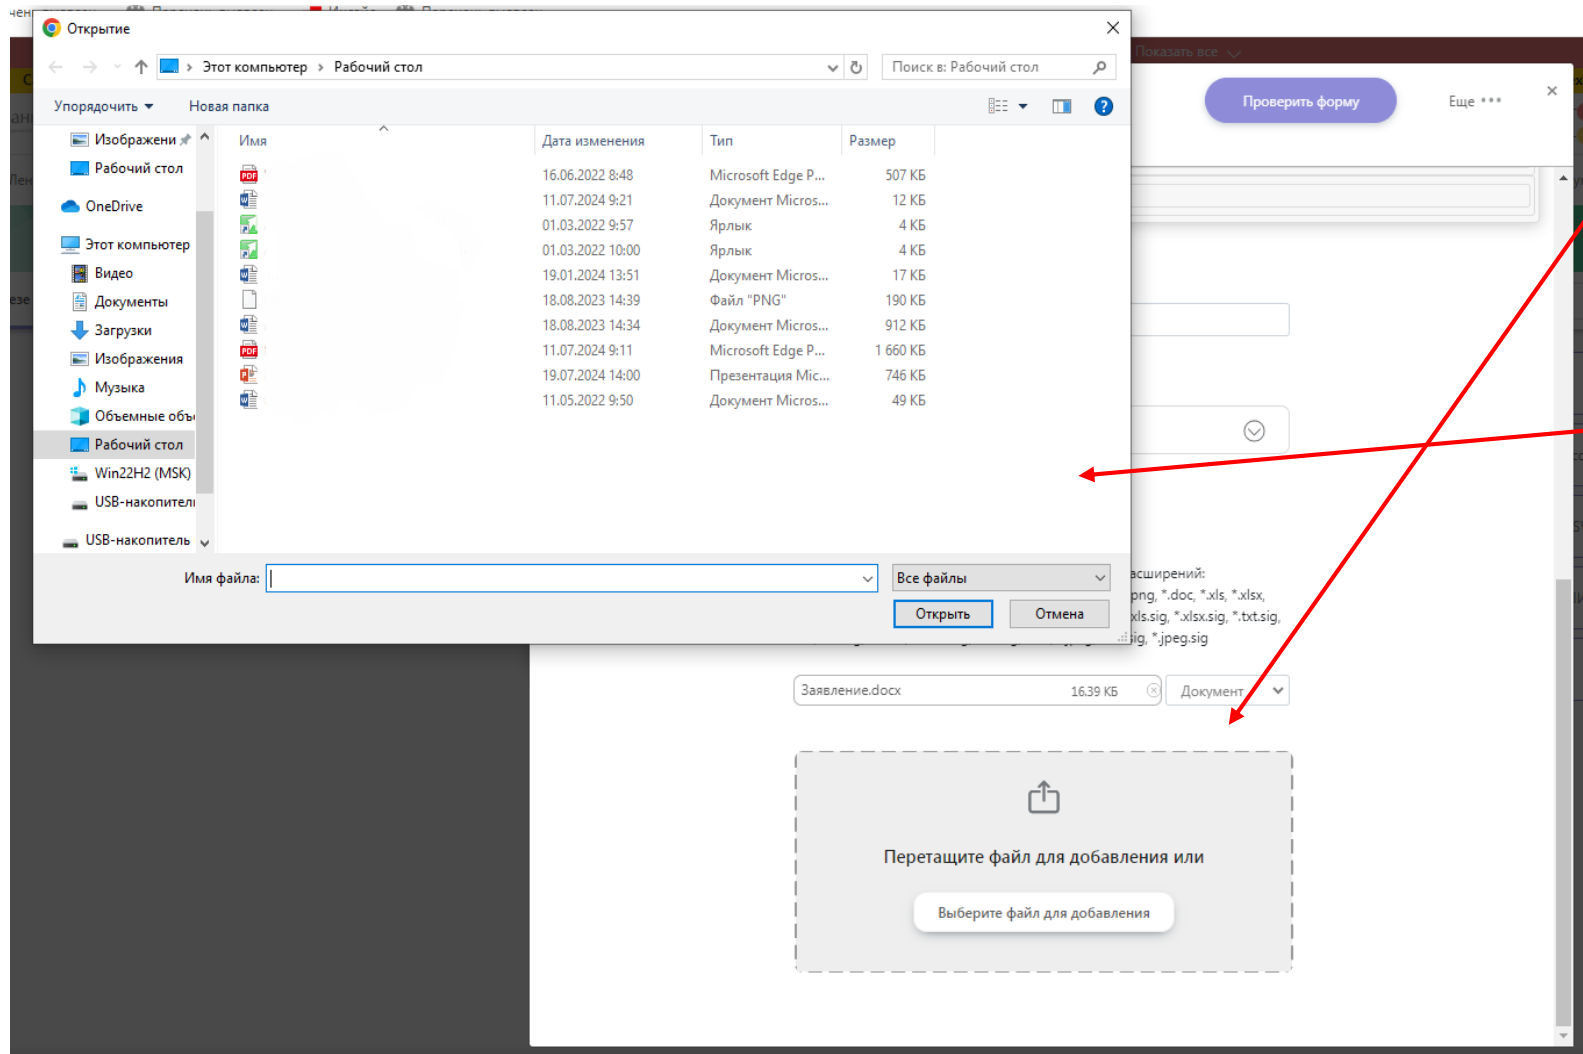 Открытие
Показать все
Этот компьютер › Рабочий стол
Поиск в: Рабочий стол
Упорядочить
Новая папка
Проверить форму
Еще
Имя
Дата изменения
Тип
Размер
Изображени
Рабочий стол
OneDrive
Этот компьютер
Видео
Документы
Загрузки
Изображения
Музыка
Объемные объ
Рабочий стол
Win22H2 (MSK)
USB-накопител
USB-накопитель
16.06.2022 8:48 Microsoft Edge P... 507 КБ
11.07.2024 9:21 Документ Micros... 12 КБ
01.03.2022 9:57 Ярлык 4 КБ
01.03.2022 10:00 Ярлык 4 КБ
19.01.2024 13:51 Документ Micros... 17 КБ
18.08.2023 14:39 Файл "PNG" 190 КБ
18.08.2023 14:34 Документ Micros... 912 КБ
11.07.2024 9:11 Microsoft Edge P... 1 660 КБ
19.07.2024 14:00 Презентация Mic... 746 КБ
11.05.2022 9:50 Документ Micros... 49 КБ
Имя файла:
Все файлы
Открыть
Отмена
асширений:
png, *.doc, *.xls, *.xlsx,
xls.sig, *.xlsx.sig, *.txt.sig,
sig, *.jpeg.sig
Заявление.docx 16.39 КБ
Документ
Перетащите файл для добавления или
Выберите файл для добавления